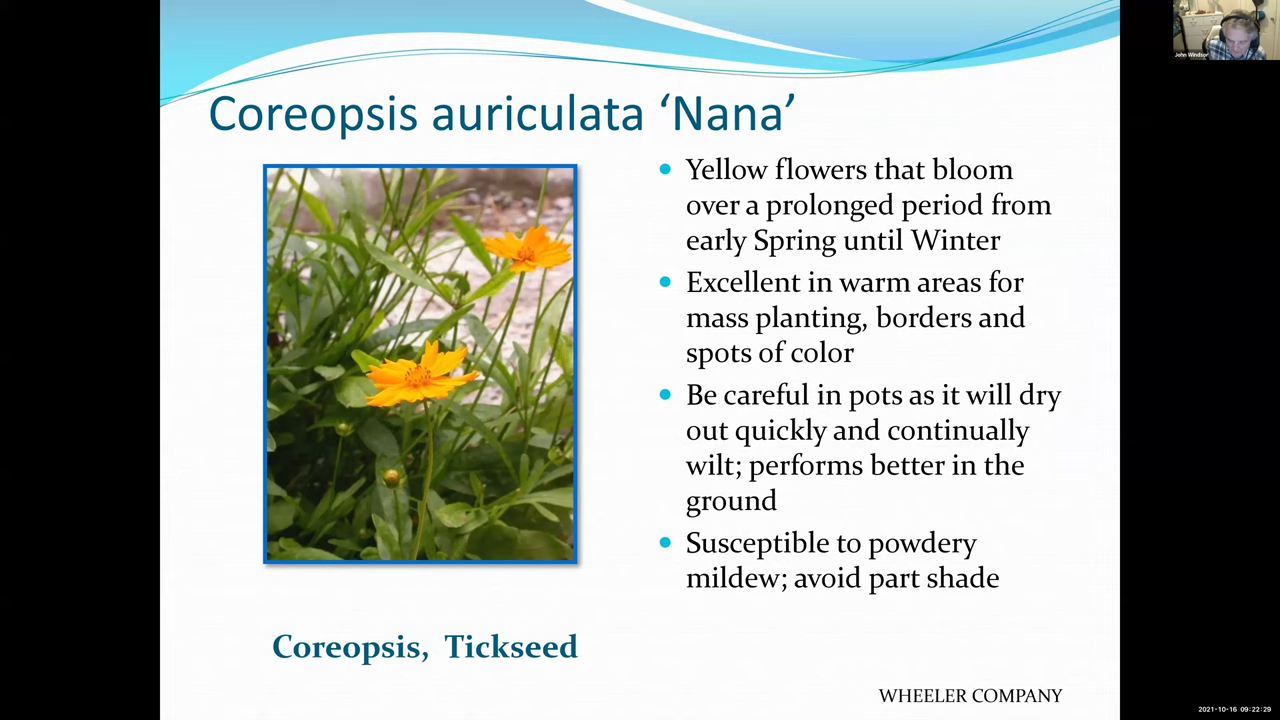 John Windsor
Coreopsis auriculata ‘Nana’
Yellow flowers that bloom
over a prolonged period from
early Spring until Winter
Excellent in warm areas for
mass planting, borders and
spots of color
Be careful in pots as it will dry
out quickly and continually
wilt; performs better in the
ground
Susceptible to powdery
mildew; avoid part shade
Coreopsis, Tickseed
WHEELER COMPANY
2021-10-16 09:22:29